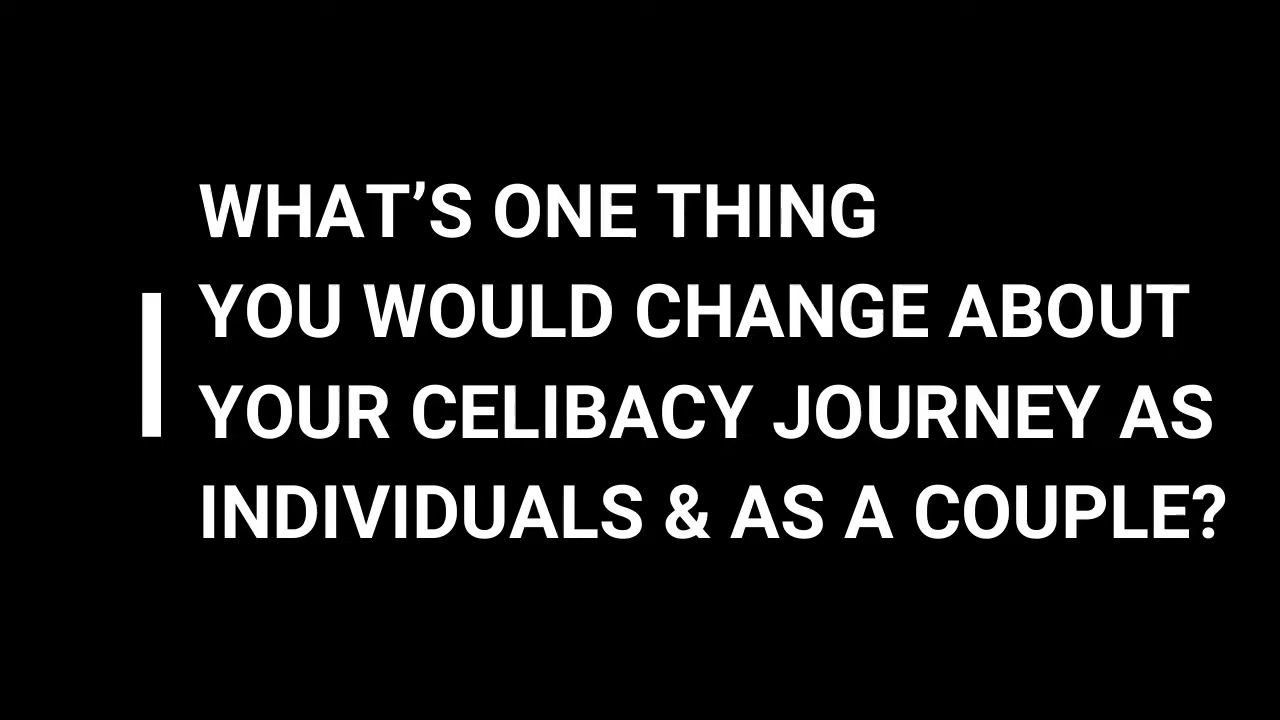 WHAT’S ONE THING
YOU WOULD CHANGE ABOUT
YOUR CELIBACY JOURNEY AS
INDIVIDUALS & AS A COUPLE?